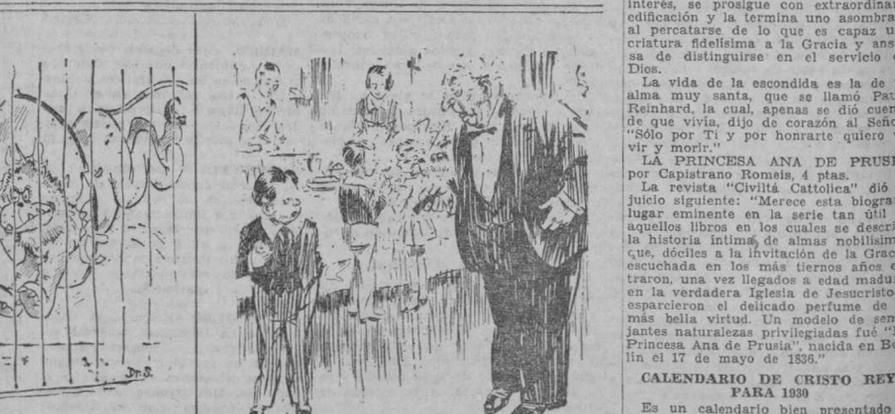 Dr.S.
interés, se prosigue con extraordinar
edificación y la termina uno asombra
al percatarse de lo que es capaz u
criatura fidelísima a la Gracia y ans
sa de distinguirse en el servicio
Dios.
La vida de la escondida es la de
alma muy santa, que se llamó Pat
Reinhard, la cual, apenas se dió cuen
de que vivía, dijo de corazón al Seño
"Sólo por Ti y por honrarte quiero
vir y morir."
LA PRINCESA ANA DE PRUSI
por Capistrano Romeis, 4 ptas.
La revista "Civiltá Cattolica" dió
juicio siguiente: "Merece esta biogra
lugar eminente en la serie tan útil
aquellos libros en los cuales se descri
la historia íntima de almas nobilísim
que, dóciles a la invitación de la Grac
escuchada en los más tiernos años
traron, una vez llegados a edad madu
en la verdadera Iglesia de Jesucristo
esparcieron el delicado perfume de
más bella virtud. Un modelo de sem
jantes naturalezas privilegiadas fué "
Princesa Ana de Prusia", nacida en Be
lín el 17 de mayo de 1836."
CALENDARIO DE CRISTO REY
PARA 1930
Es un calendario bien presentado